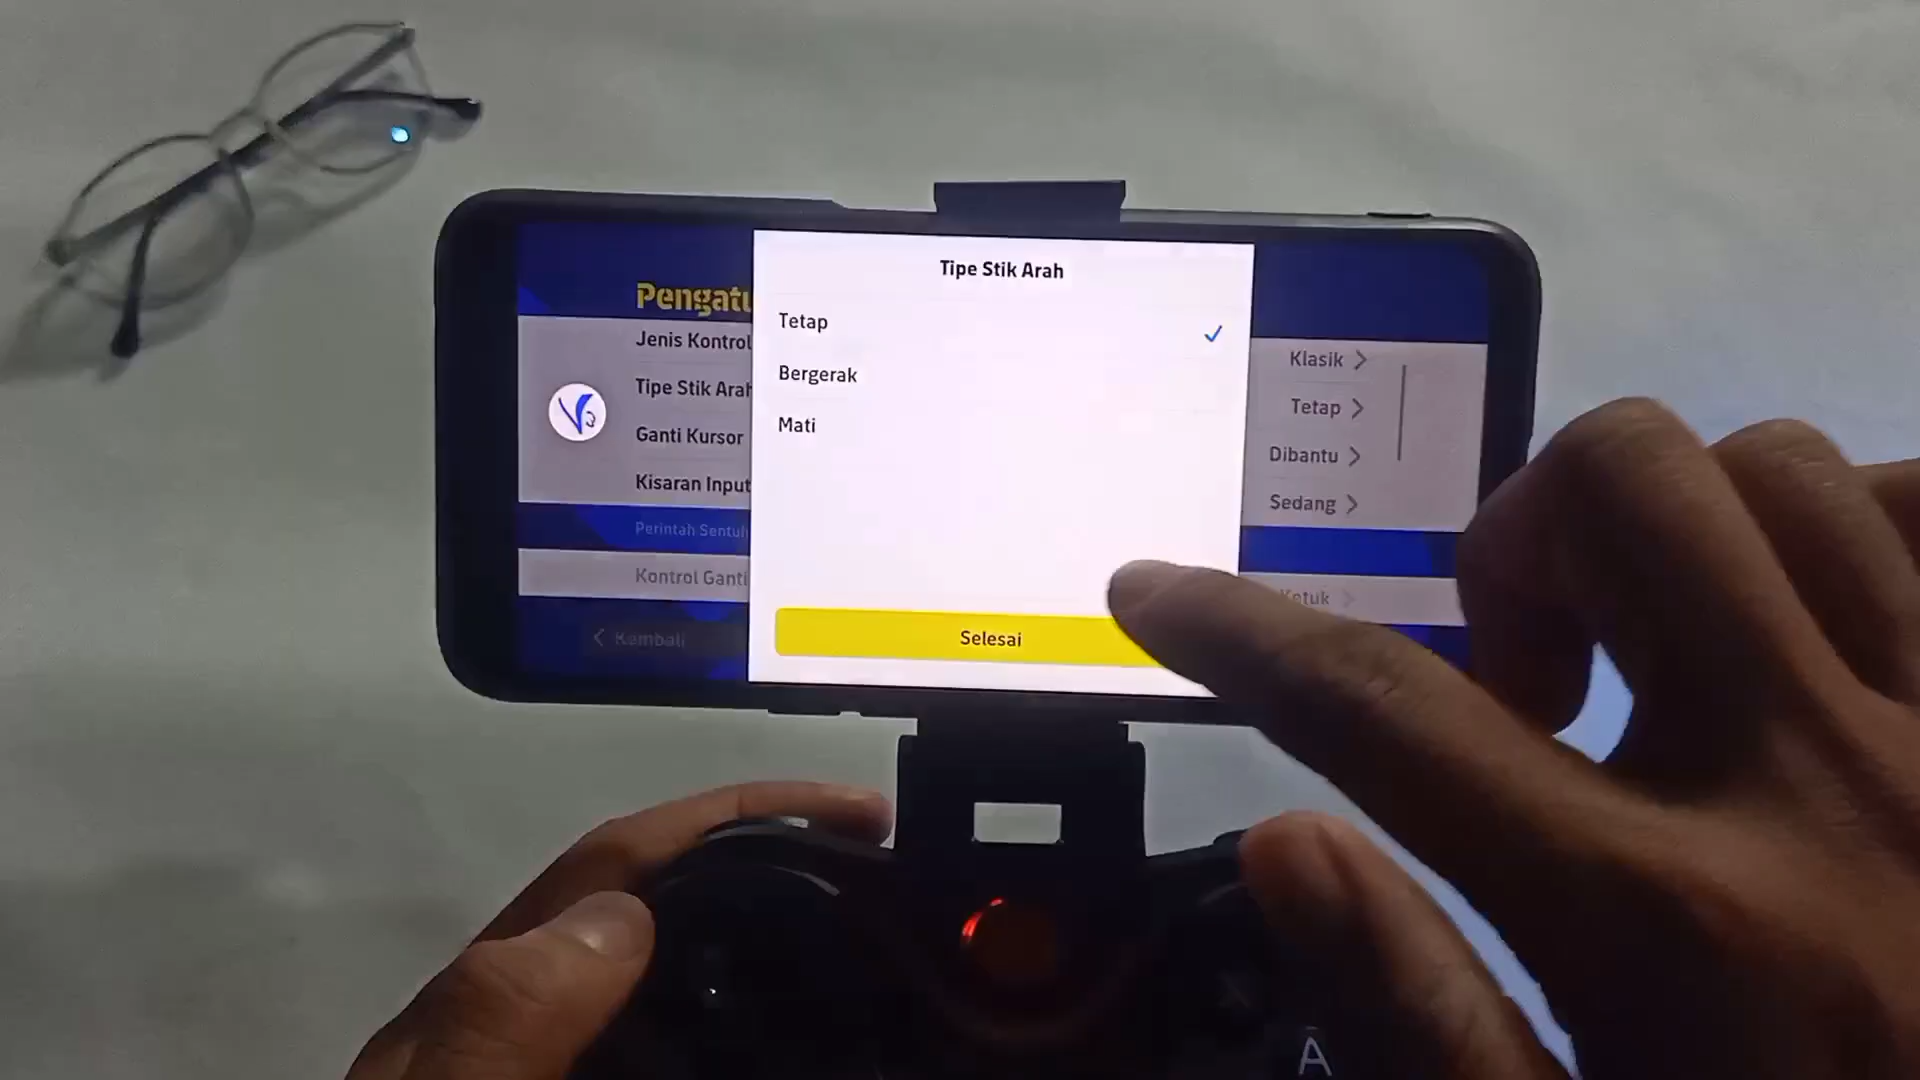 Tipe Stik Arah
Pengatu
Tetap
Bergerak
Mati
Selesai
Jenis Kontrol
Klasik
Tipe Stik Arah
Tetap
Ganti Kursor
Dibantu
Kisaran Input
Sedang
Perintah Sentuh
Kontrol Ganti
Ketuk
Kembali
A